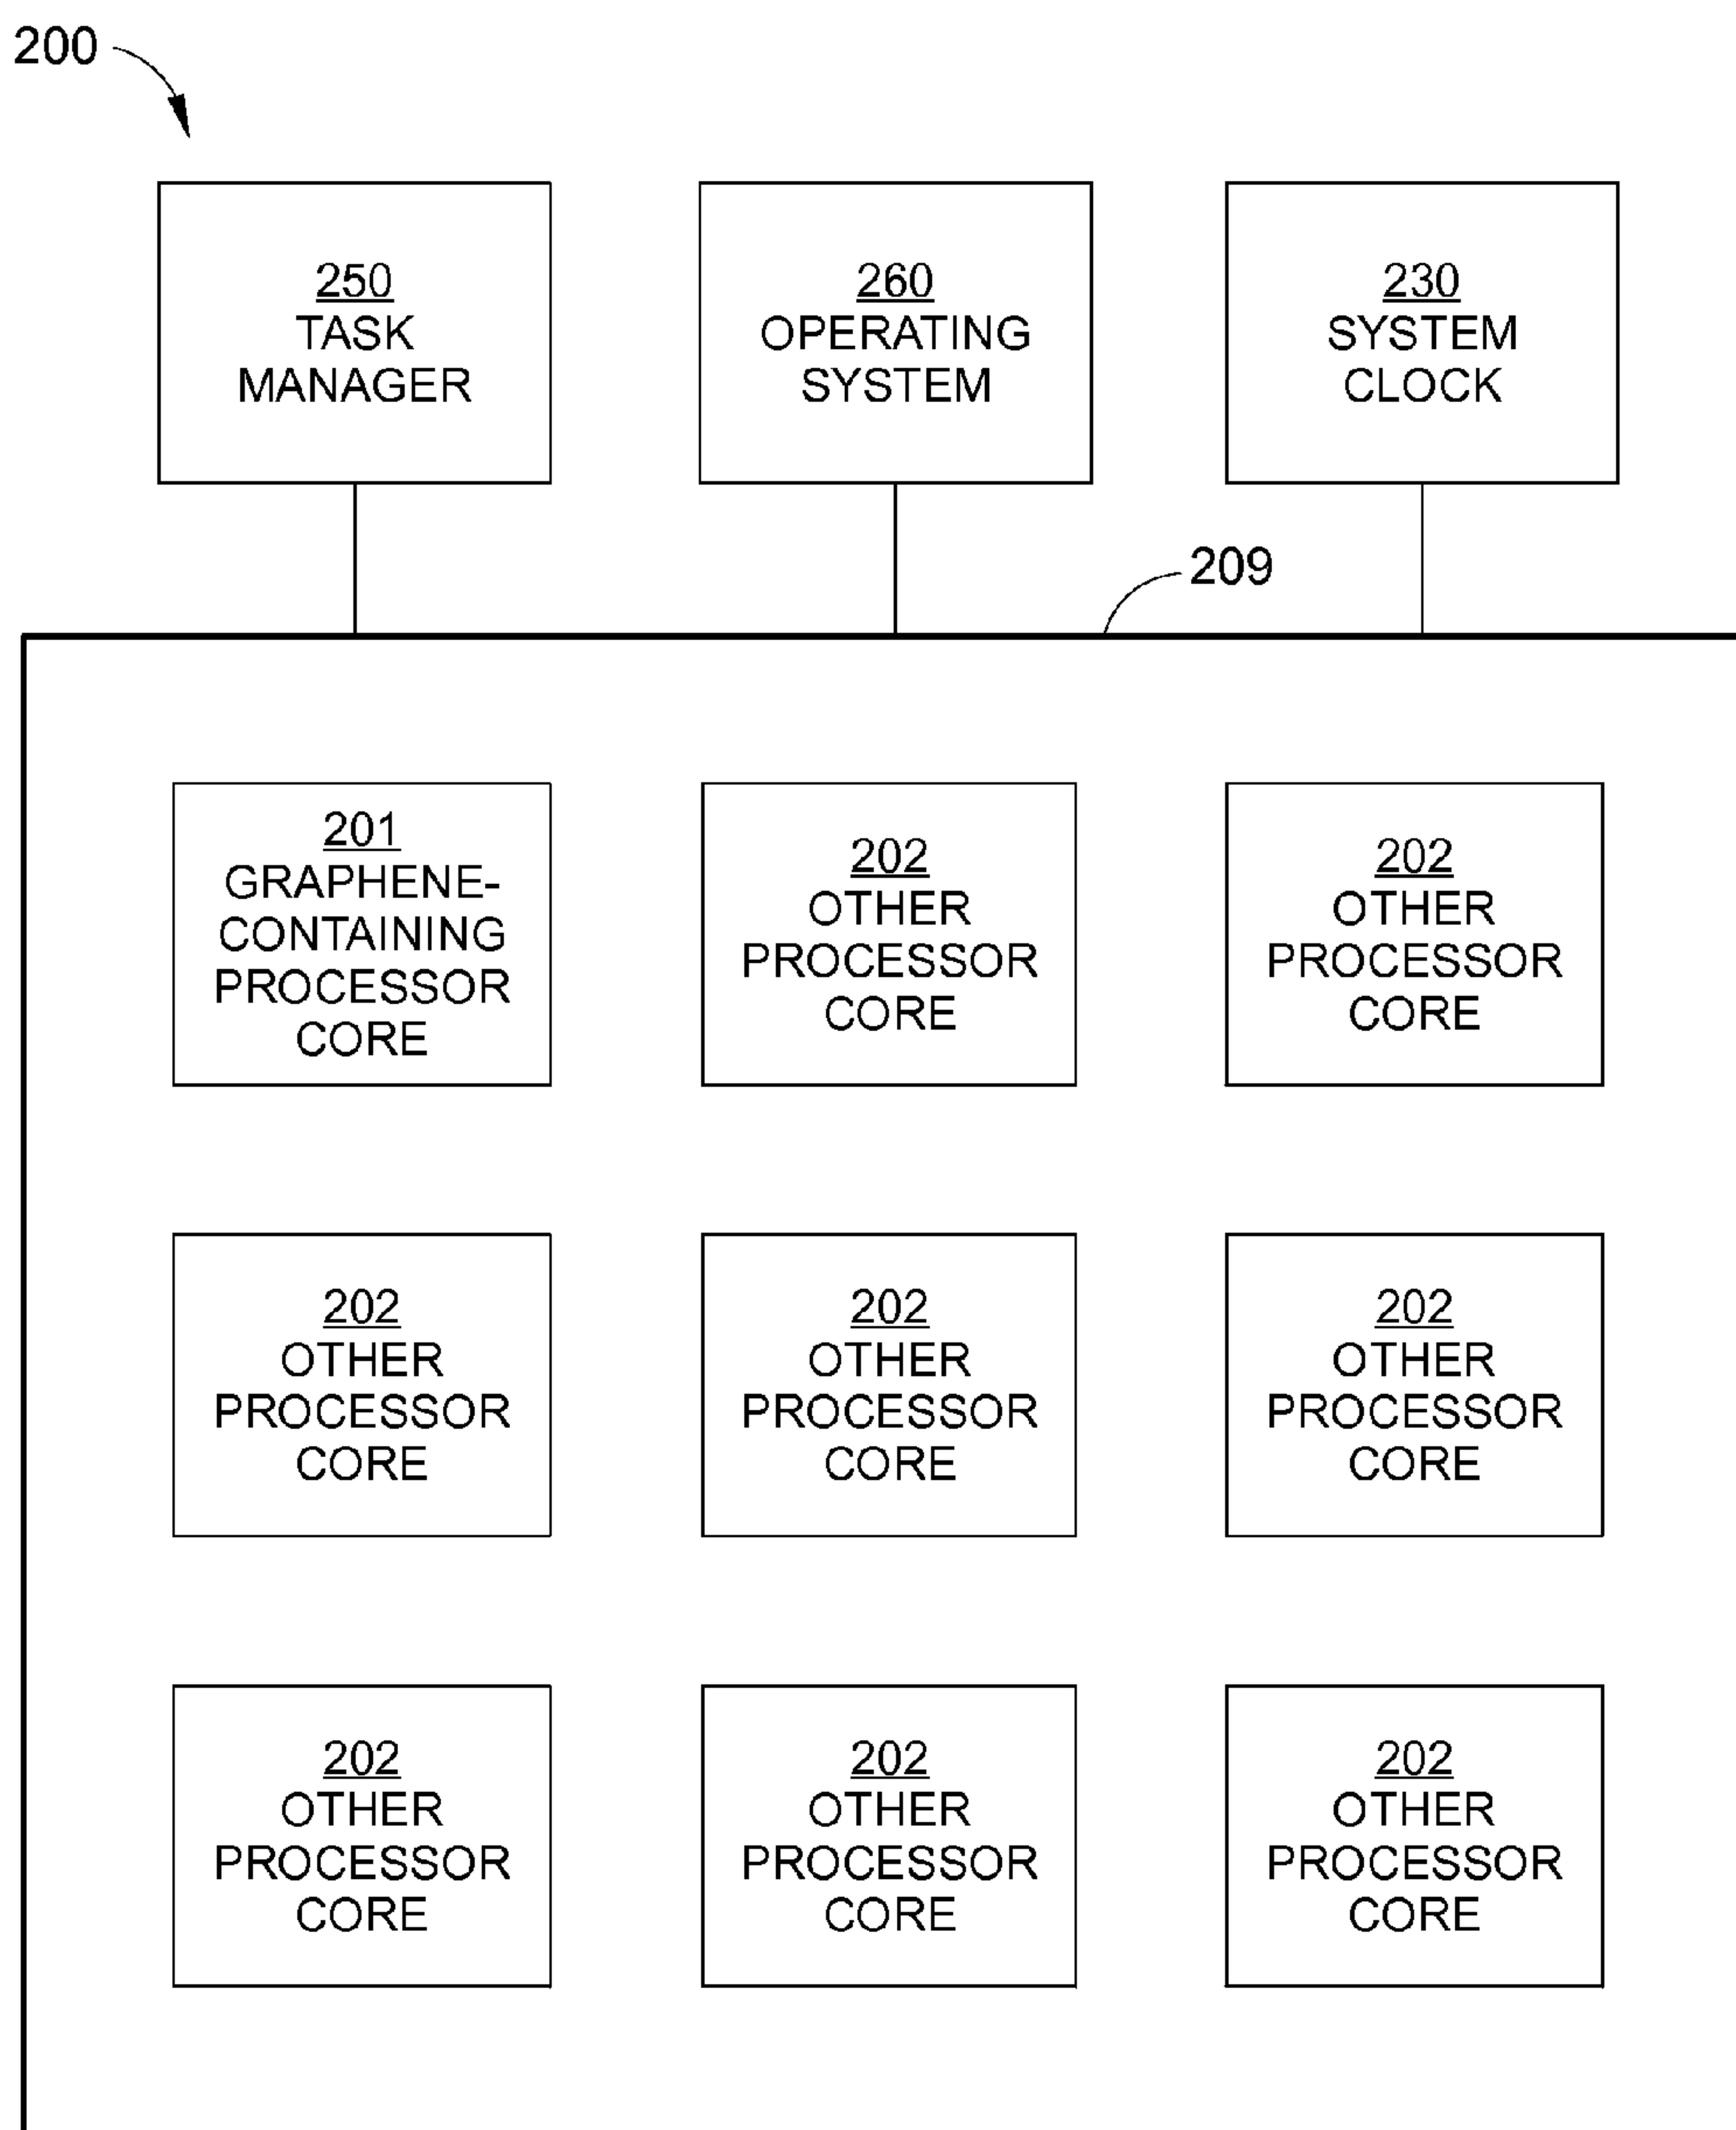 200
250
TASK
MANAGER
260
OPERATING
SYSTEM
230
SYSTEM
CLOCK
209
201
GRAPHENE-
CONTAINING
PROCESSOR
CORE
202
OTHER
PROCESSOR
CORE
202
OTHER
PROCESSOR
CORE
202
OTHER
PROCESSOR
CORE
202
OTHER
PROCESSOR
CORE
202
OTHER
PROCESSOR
CORE
202
OTHER
PROCESSOR
CORE
202
OTHER
PROCESSOR
CORE
202
OTHER
PROCESSOR
CORE